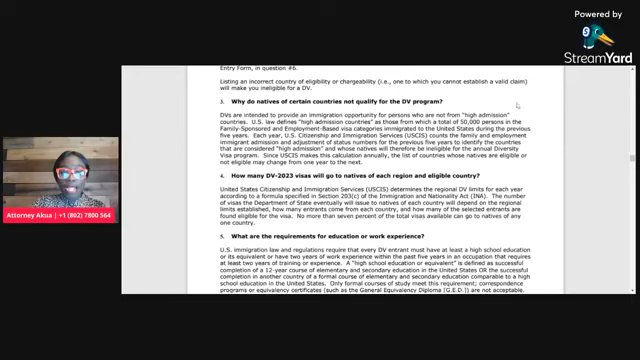 Powered by
StreamYard
Entry Form, in question #6.
Listing an incorrect country of eligibility or chargeability (i.e., one to which you cannot establish a valid claim)
will make you ineligible for a DV.
3. Why do natives of certain countries not qualify for the DV program?
DVs are intended to provide an immigration opportunity for persons who are not from "high admission"
countries. U.S. law defines "high admission countries" as those from which a total of 50,000 persons in the
Family-Sponsored and Employment-Based visa categories immigrated to the United States during the previous
five years. Each year, U.S. Citizenship and Immigration Services (USCIS) counts the family and employment
immigrant admission and adjustment of status numbers for the previous five years to identify the countries
that are considered "high admission" and whose natives will therefore be ineligible for the annual Diversity
Visa program. Since USCIS makes this calculation annually, the list of countries whose natives are eligible or
not eligible may change from one year to the next.
4. How many DV-2023 visas will go to natives of each region and eligible country?
United States Citizenship and Immigration Services (USCIS) determines the regional DV limits for each year
according to a formula specified in Section 203(c) of the Immigration and Nationality Act (INA). The number
of visas the Department of State eventually will issue to natives of each country will depend on the regional
limits established, how many entrants come from each country, and how many of the selected entrants are
found eligible for the visa. No more than seven percent of the total visas available can go to natives of any
one country.
5. What are the requirements for education or work experience?
U.S. immigration law and regulations require that every DV entrant must have at least a high school education
or its equivalent or have two years of work experience within the past five years in an occupation that requires
at least two years of training or experience. A "high school education or equivalent" is defined as successful
completion of a 12-year course of elementary and secondary education in the United States OR the successful
completion in another country of a formal course of elementary and secondary education comparable to a
high school education in the United States. Only formal courses of study meet this requirement; correspondence
programs or equivalency certificates (such as the General Equivalency Diploma [G.E.D.]) are not acceptable.
Attorney Akua | +1 (802) 7800 564